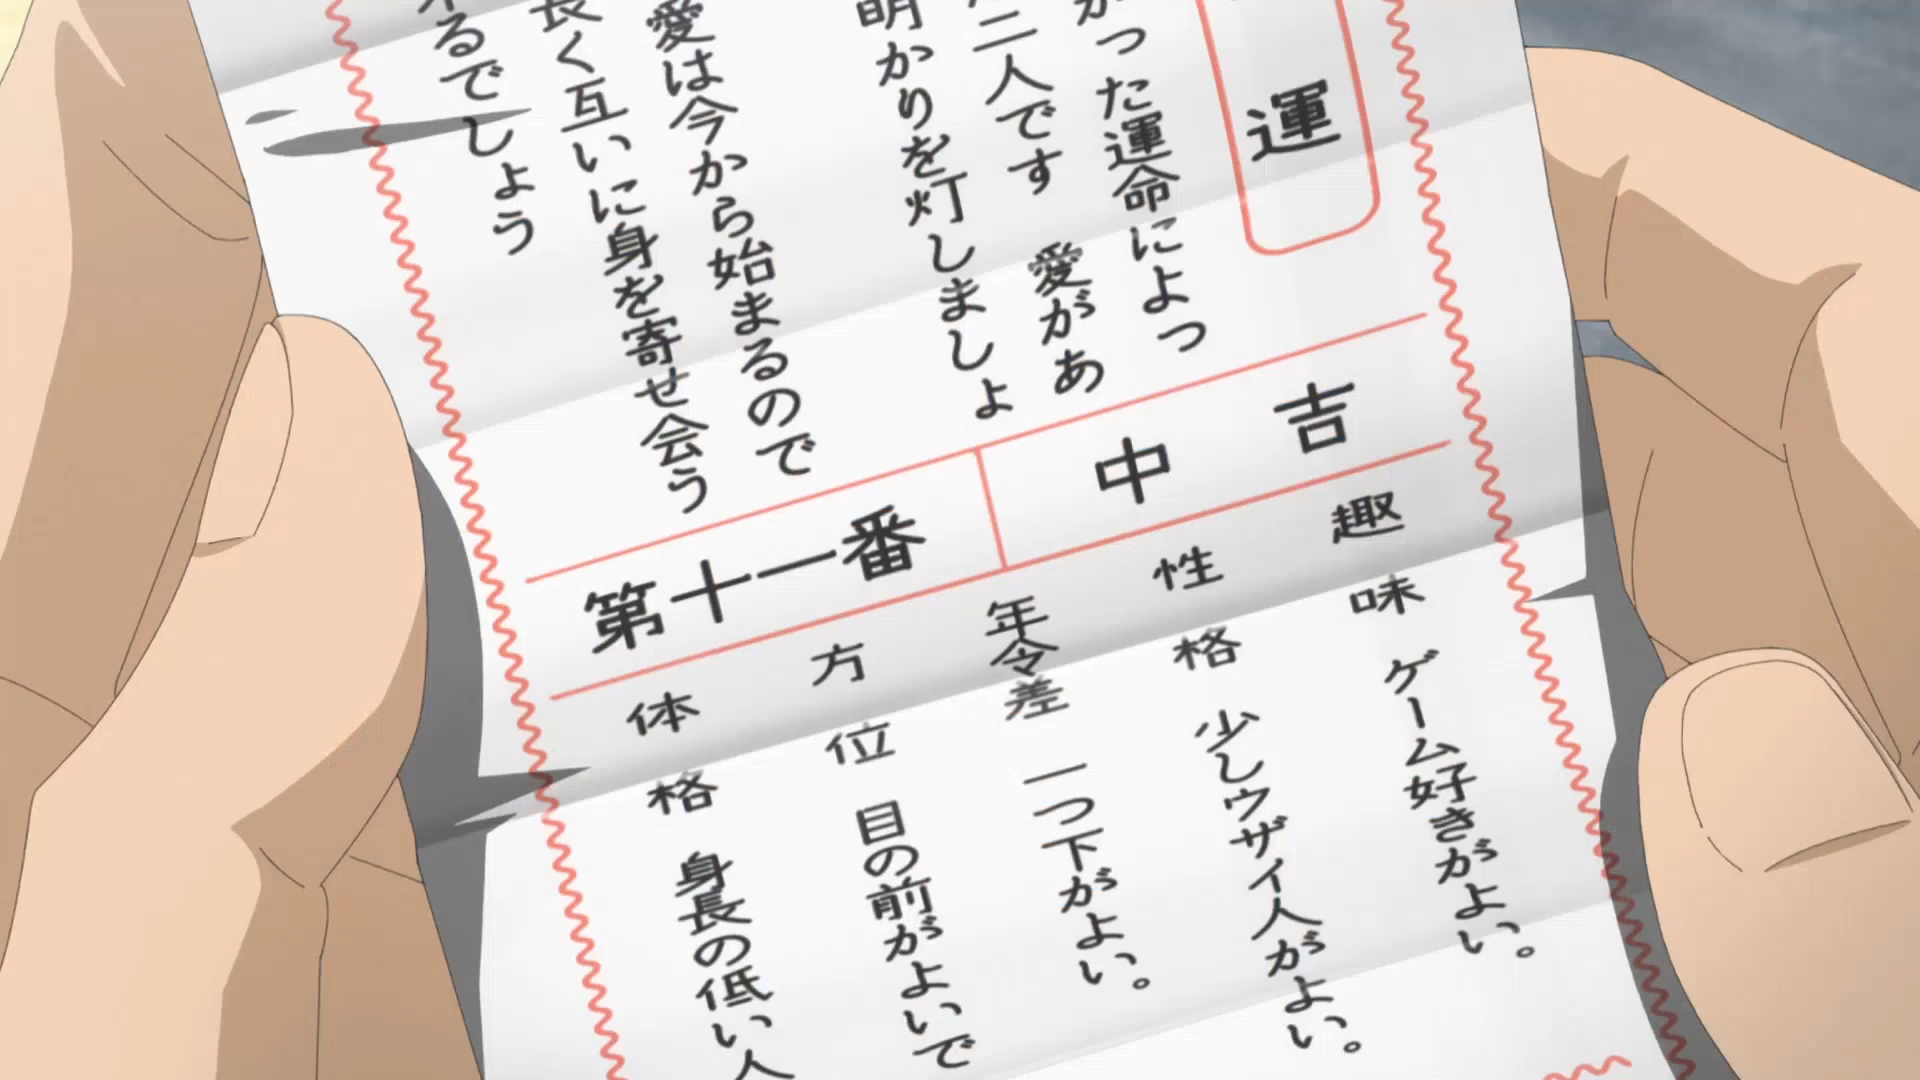 運
かった運命によっ
二人です 愛があ
明かりを灯しましょ
愛は今から始まるので
長く互いに身を寄せ会う
るでしょう
中吉
第十一番
趣味 ゲーム好きがよい。
性格 少しウザイ人がよい。
年令差 一つ下がよい。
方位 目の前がよいで
体格 身長の低い人